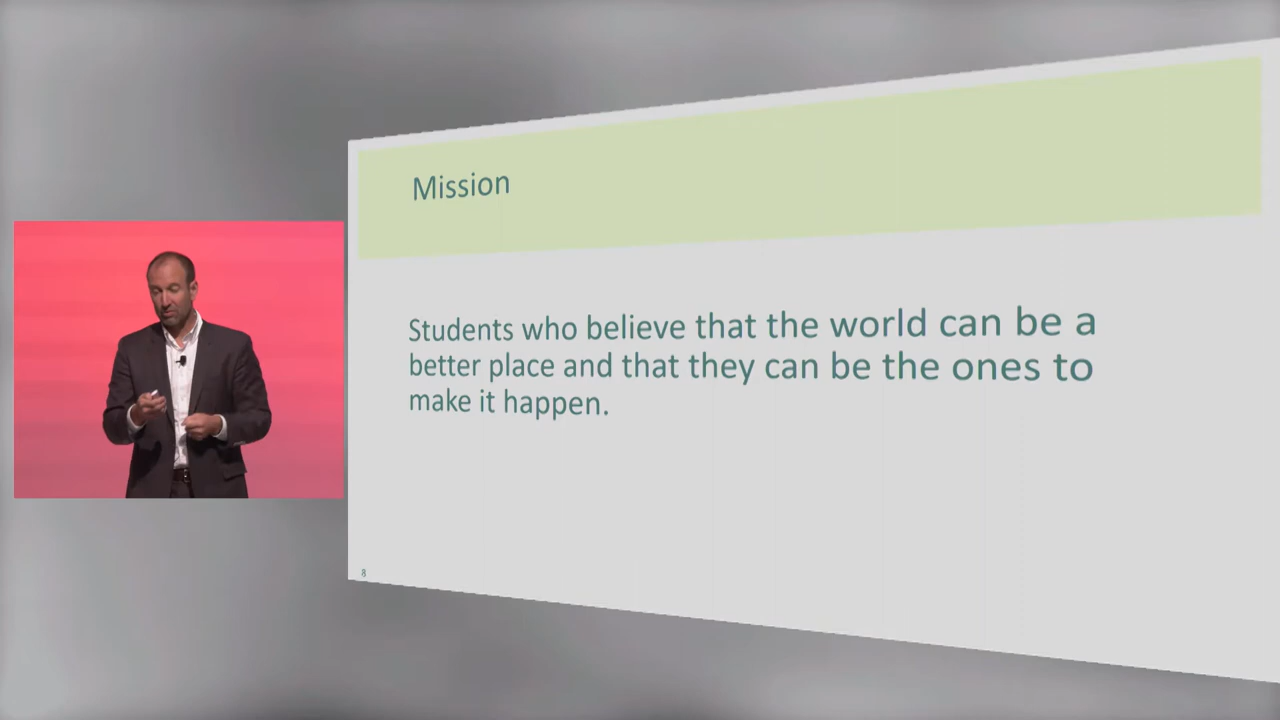 Mission
Students who believe that the world can be a
better place and that they can be the ones to
make it happen.
8